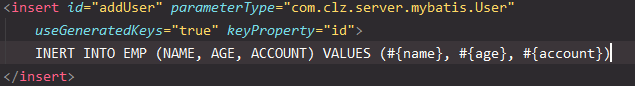 <insert id="addUser" parameterType="com.clz.server.mybatis.User"
useGeneratedKeys="true" keyProperty="id">
INERT INTO EMP (NAME, AGE, ACCOUNT) VALUES (#{name}, #{age}, #{account})
</insert>